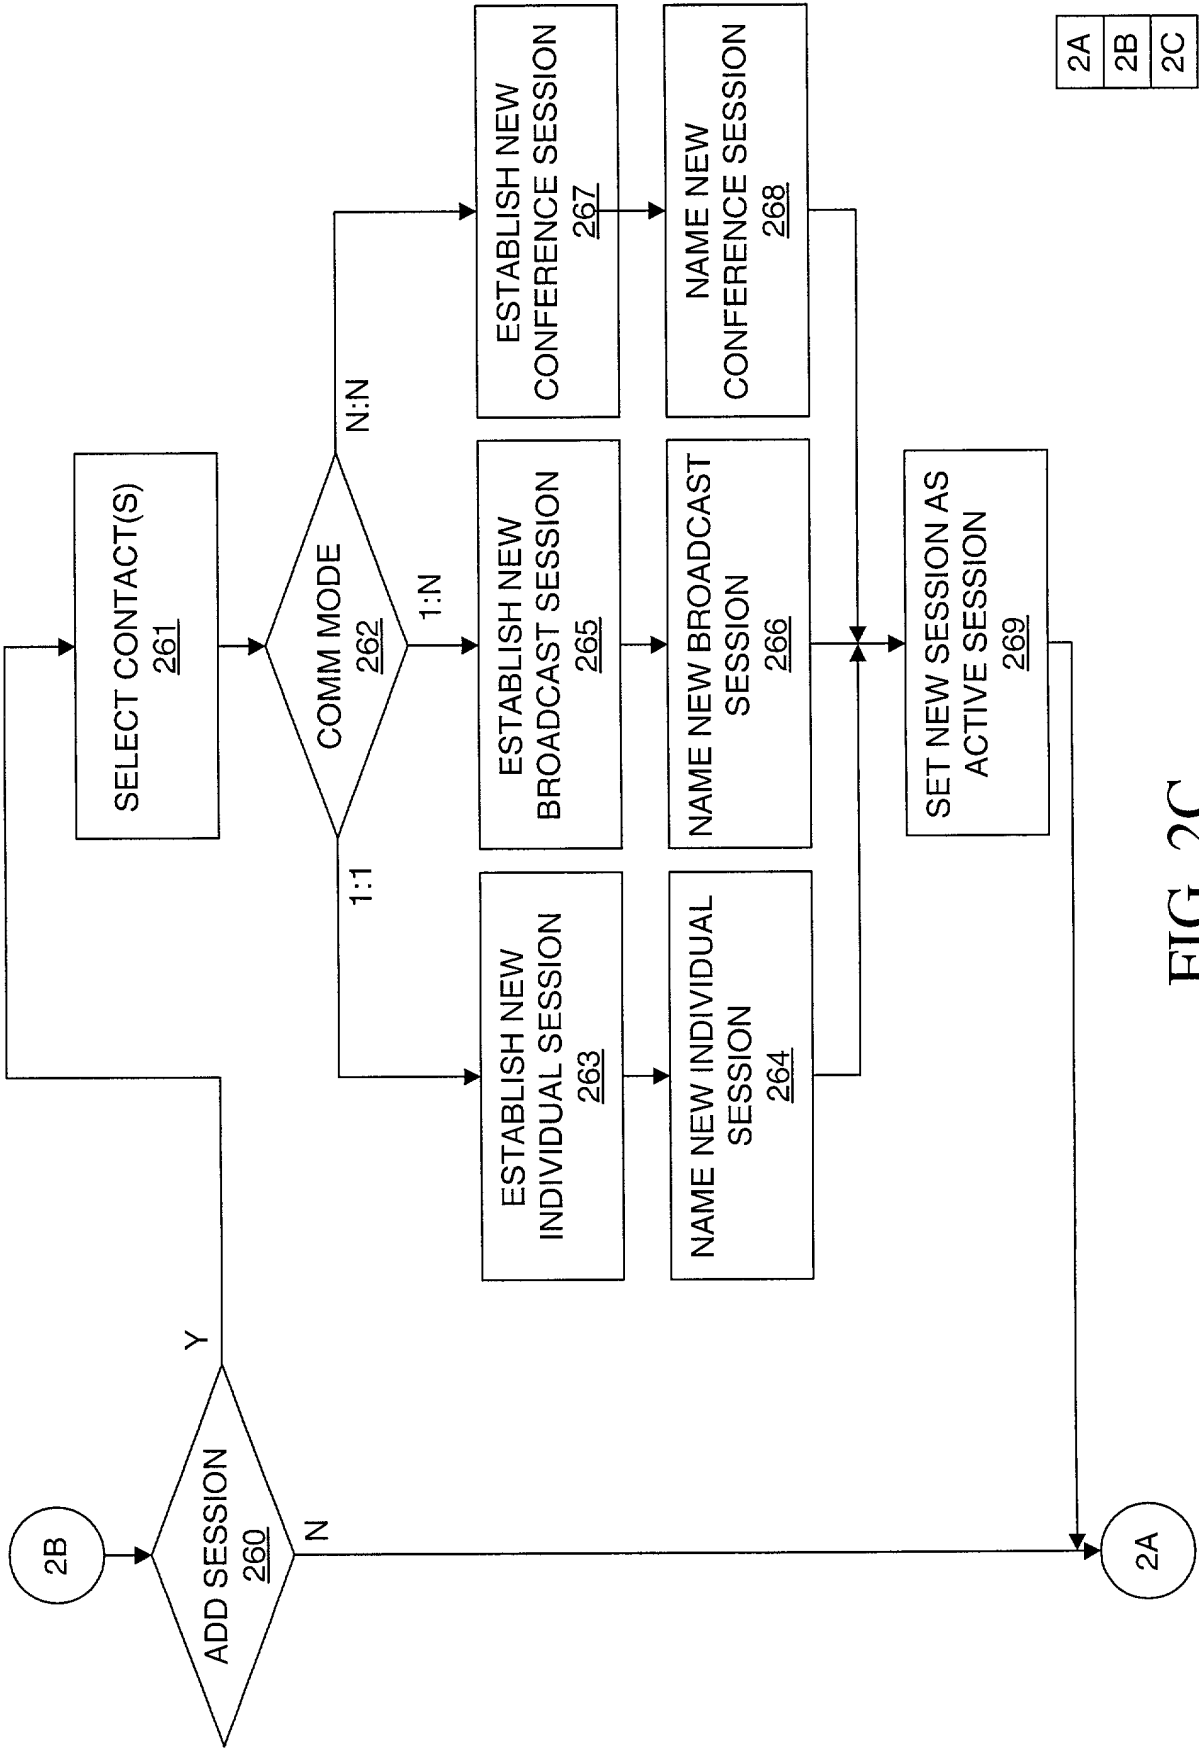 2B
ADD SESSION
260
Y
N
SELECT CONTACT(S)
261
COMM MODE
262
1:1
1:N
N:N
ESTABLISH NEW
INDIVIDUAL SESSION
263
NAME NEW INDIVIDUAL
SESSION
264
ESTABLISH NEW
BROADCAST SESSION
265
NAME NEW BROADCAST
SESSION
266
ESTABLISH NEW
CONFERENCE SESSION
267
NAME NEW
CONFERENCE SESSION
268
SET NEW SESSION AS
ACTIVE SESSION
269
2A
2A
2B
2C
FIG. 2C